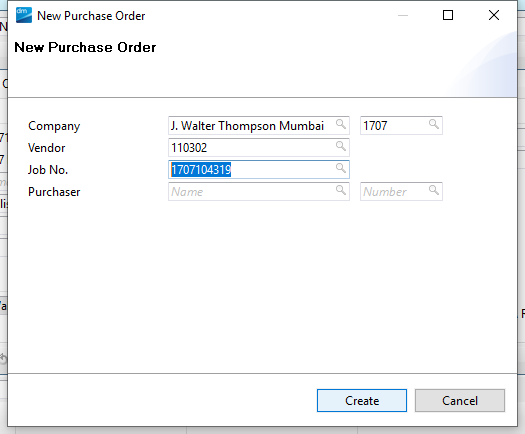 dm New Purchase Order
New Purchase Order
Company J. Walter Thompson Mumbai 1707
Vendor 110302
Job No. 1707104319
Purchaser Name Number
Create Cancel